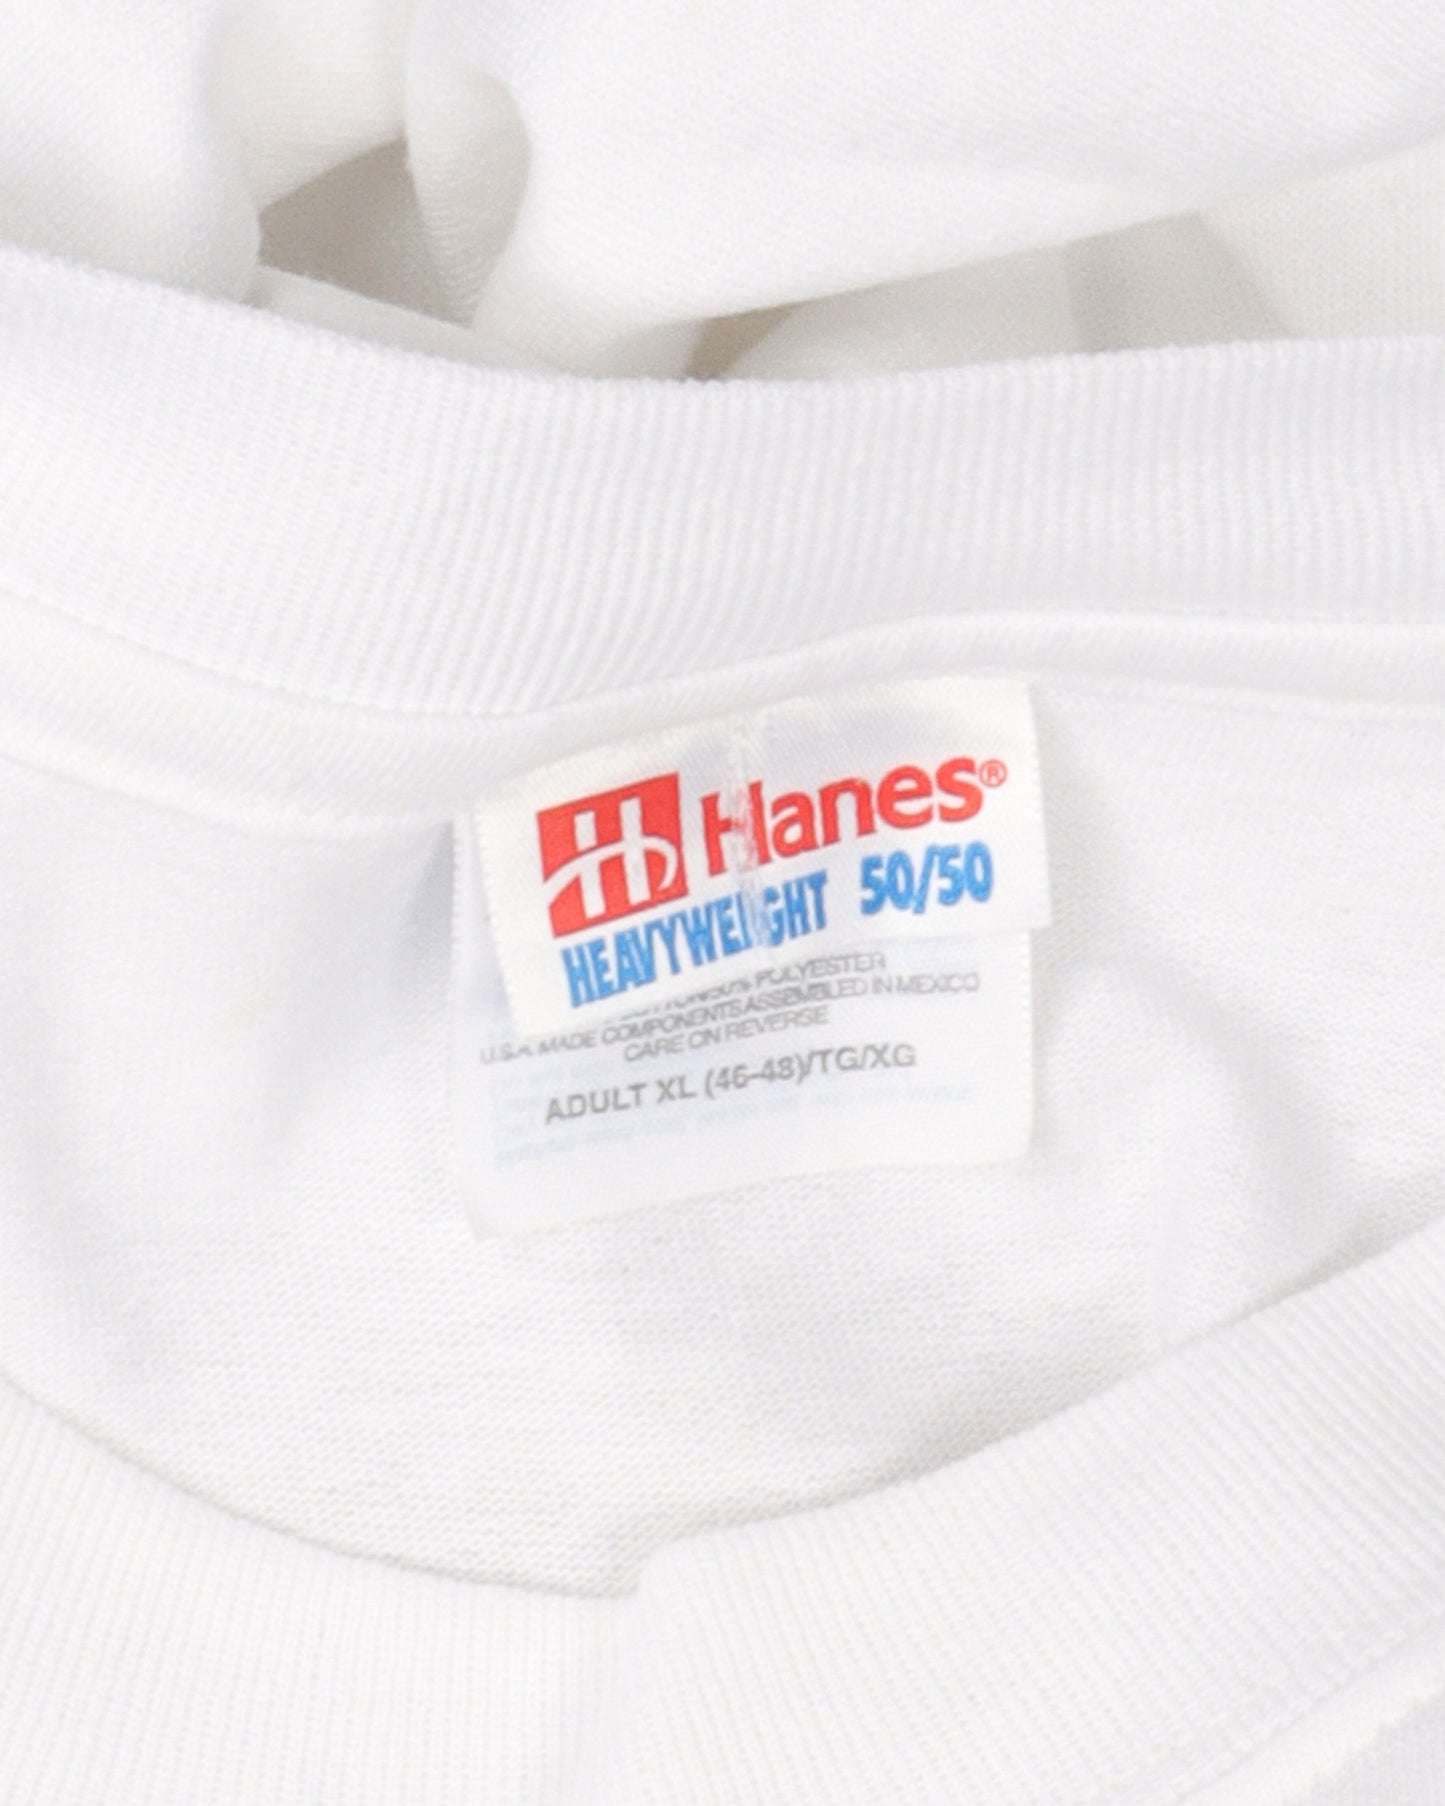 Hanes®
HEAVYWEIGHT 50/50
50% POLYESTER
U.S.A. MADE COMPONENTS ASSEMBLED IN MEXICO
CARE ON REVERSE
ADULT XL (46-48)/TG/XG